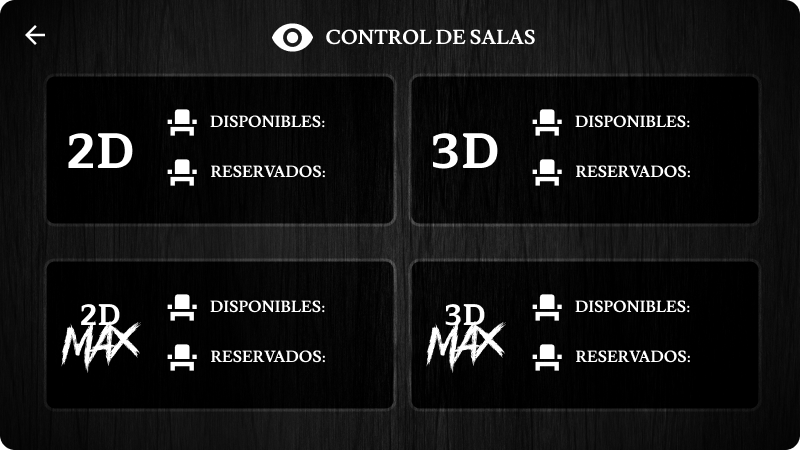 CONTROL DE SALAS
2D
DISPONIBLES:
RESERVADOS:
3D
DISPONIBLES:
RESERVADOS:
2D
MAX
DISPONIBLES:
RESERVADOS:
3D
MAX
DISPONIBLES:
RESERVADOS: